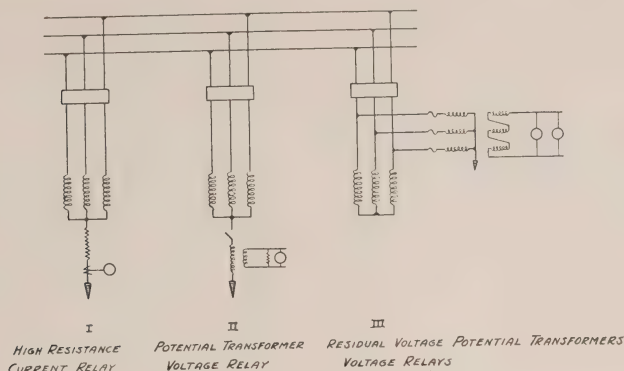 I
HIGH RESISTANCE
CURRENT RELAY
II
POTENTIAL TRANSFORMER
VOLTAGE RELAY
III
RESIDUAL VOLTAGE POTENTIAL TRANSFORMERS
VOLTAGE RELAYS